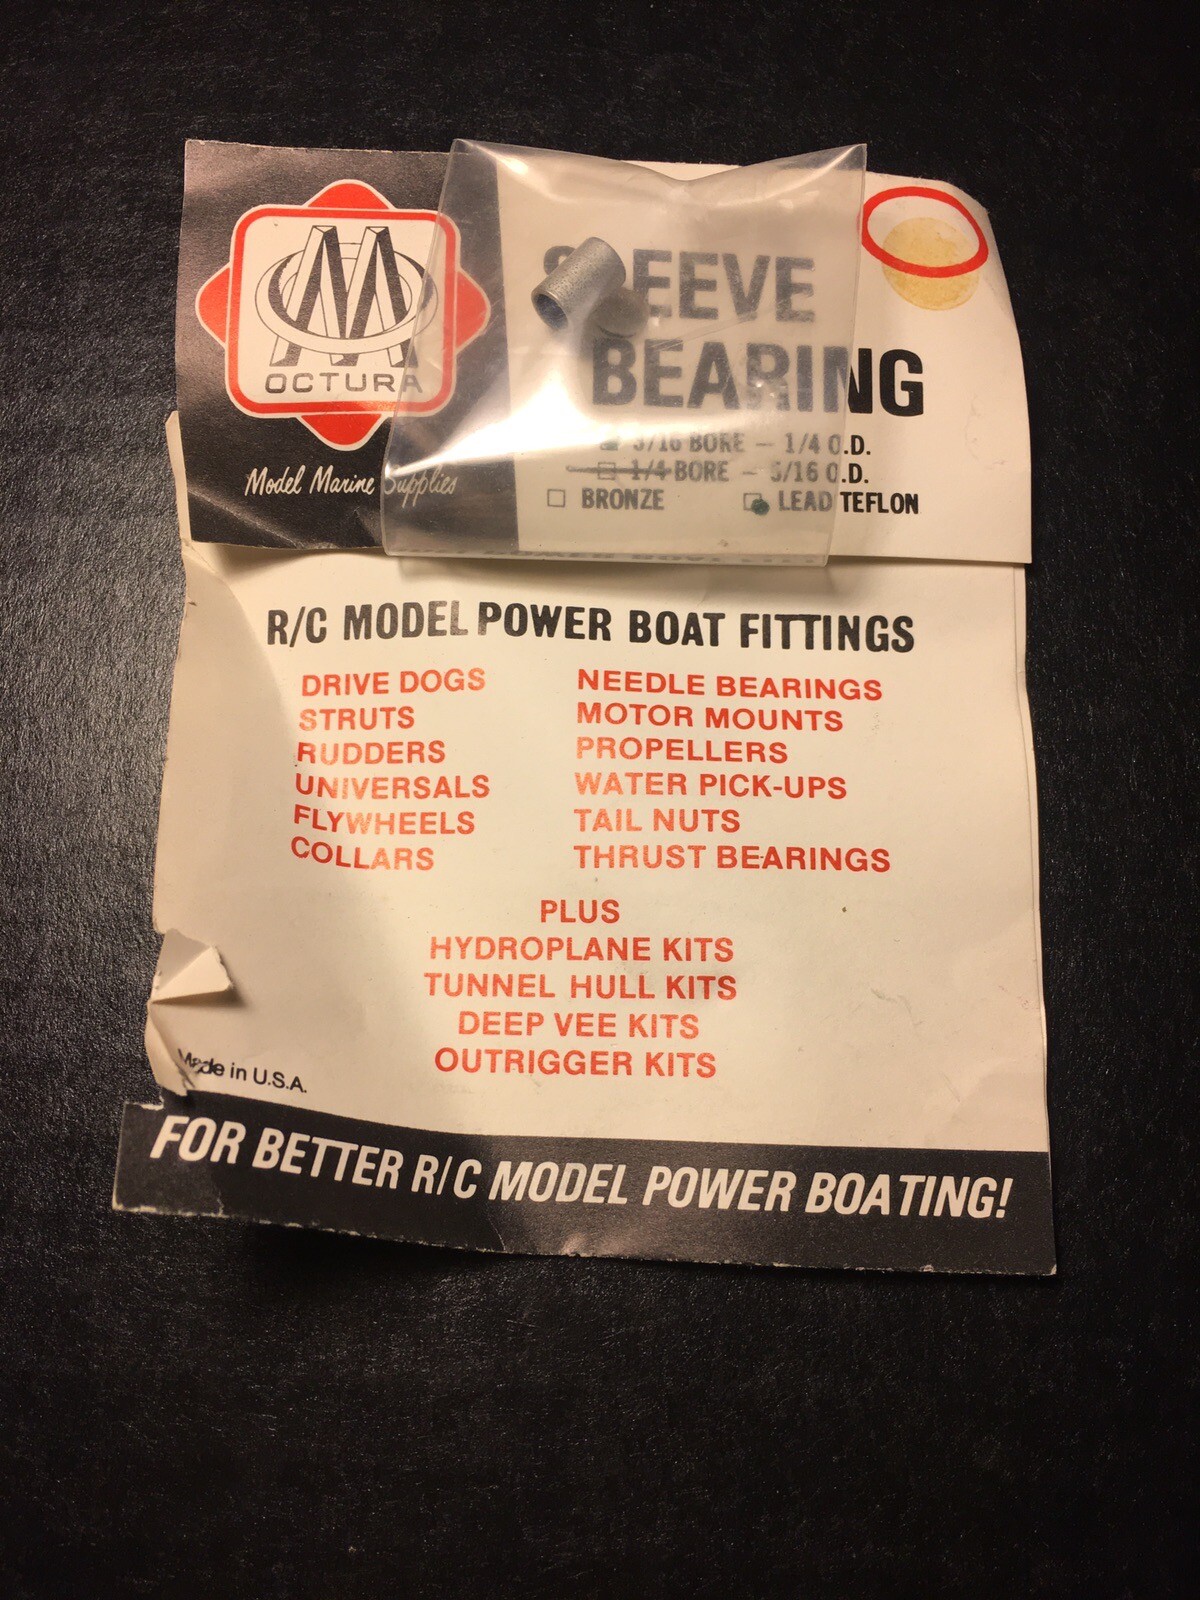 M
OCTURA
Model Marine Supplies
SLEEVE
BEARING
3/16 BORE — 1/4 O.D.
1/4 BORE — 5/16 O.D.
BRONZE LEAD TEFLON
R/C MODEL POWER BOAT FITTINGS
DRIVE DOGS
STRUTS
RUDDERS
UNIVERSALS
FLYWHEELS
COLLARS
NEEDLE BEARINGS
MOTOR MOUNTS
PROPELLERS
WATER PICK-UPS
TAIL NUTS
THRUST BEARINGS
PLUS
HYDROPLANE KITS
TUNNEL HULL KITS
DEEP VEE KITS
OUTRIGGER KITS
Made in U.S.A.
FOR BETTER R/C MODEL POWER BOATING!